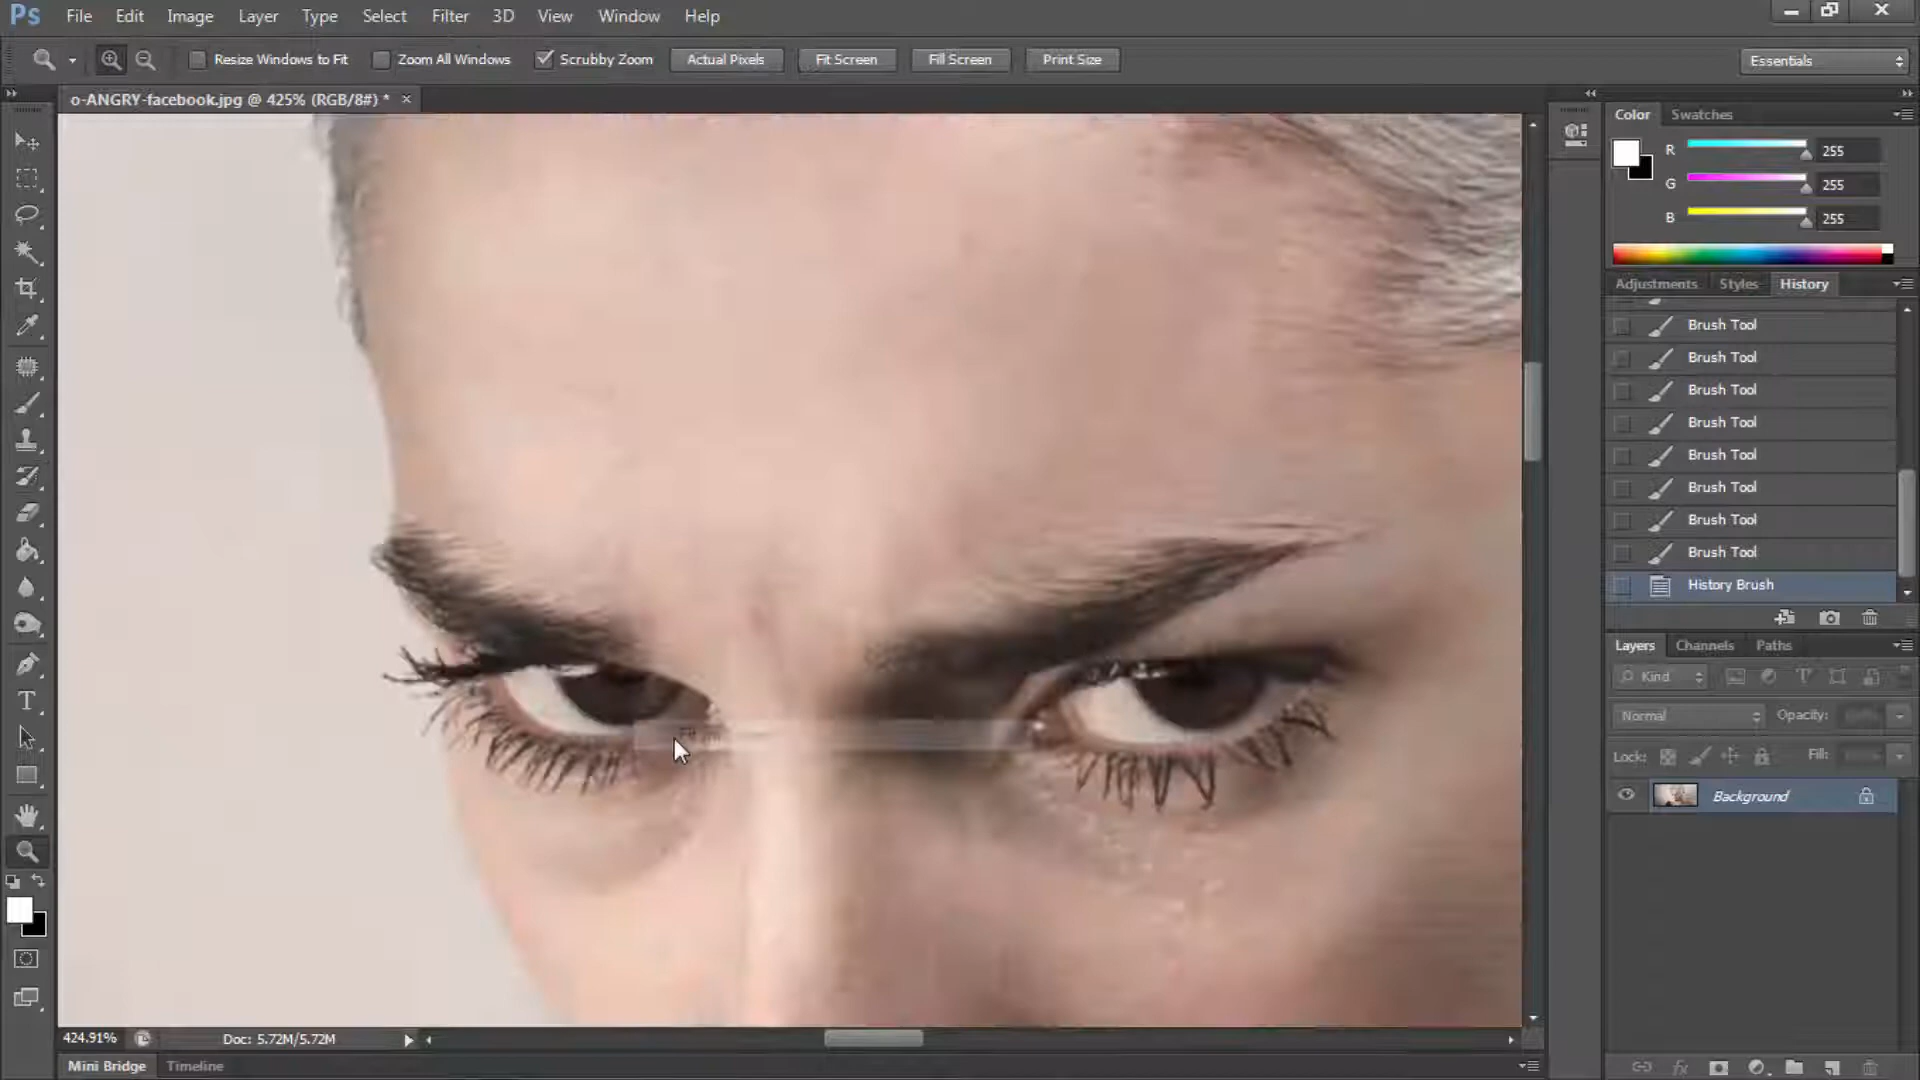 Ps File Edit Image Layer Type Select Filter 3D View Window Help
Resize Windows to Fit Zoom All Windows Scrubby Zoom Actual Pixels Fit Screen Fill Screen Print Size Essentials
o-ANGRY-facebook.jpg @ 425% (RGB/8#) * ×
Color Swatches
R 255
G 255
B 255
Adjustments Styles History
Brush Tool
Brush Tool
Brush Tool
Brush Tool
Brush Tool
Brush Tool
Brush Tool
Brush Tool
History Brush
Layers Channels Paths
Kind
Normal Opacity:
Lock: Fill:
Background
T
424.91% Doc: 5.72M/5.72M
Mini Bridge Timeline
fx